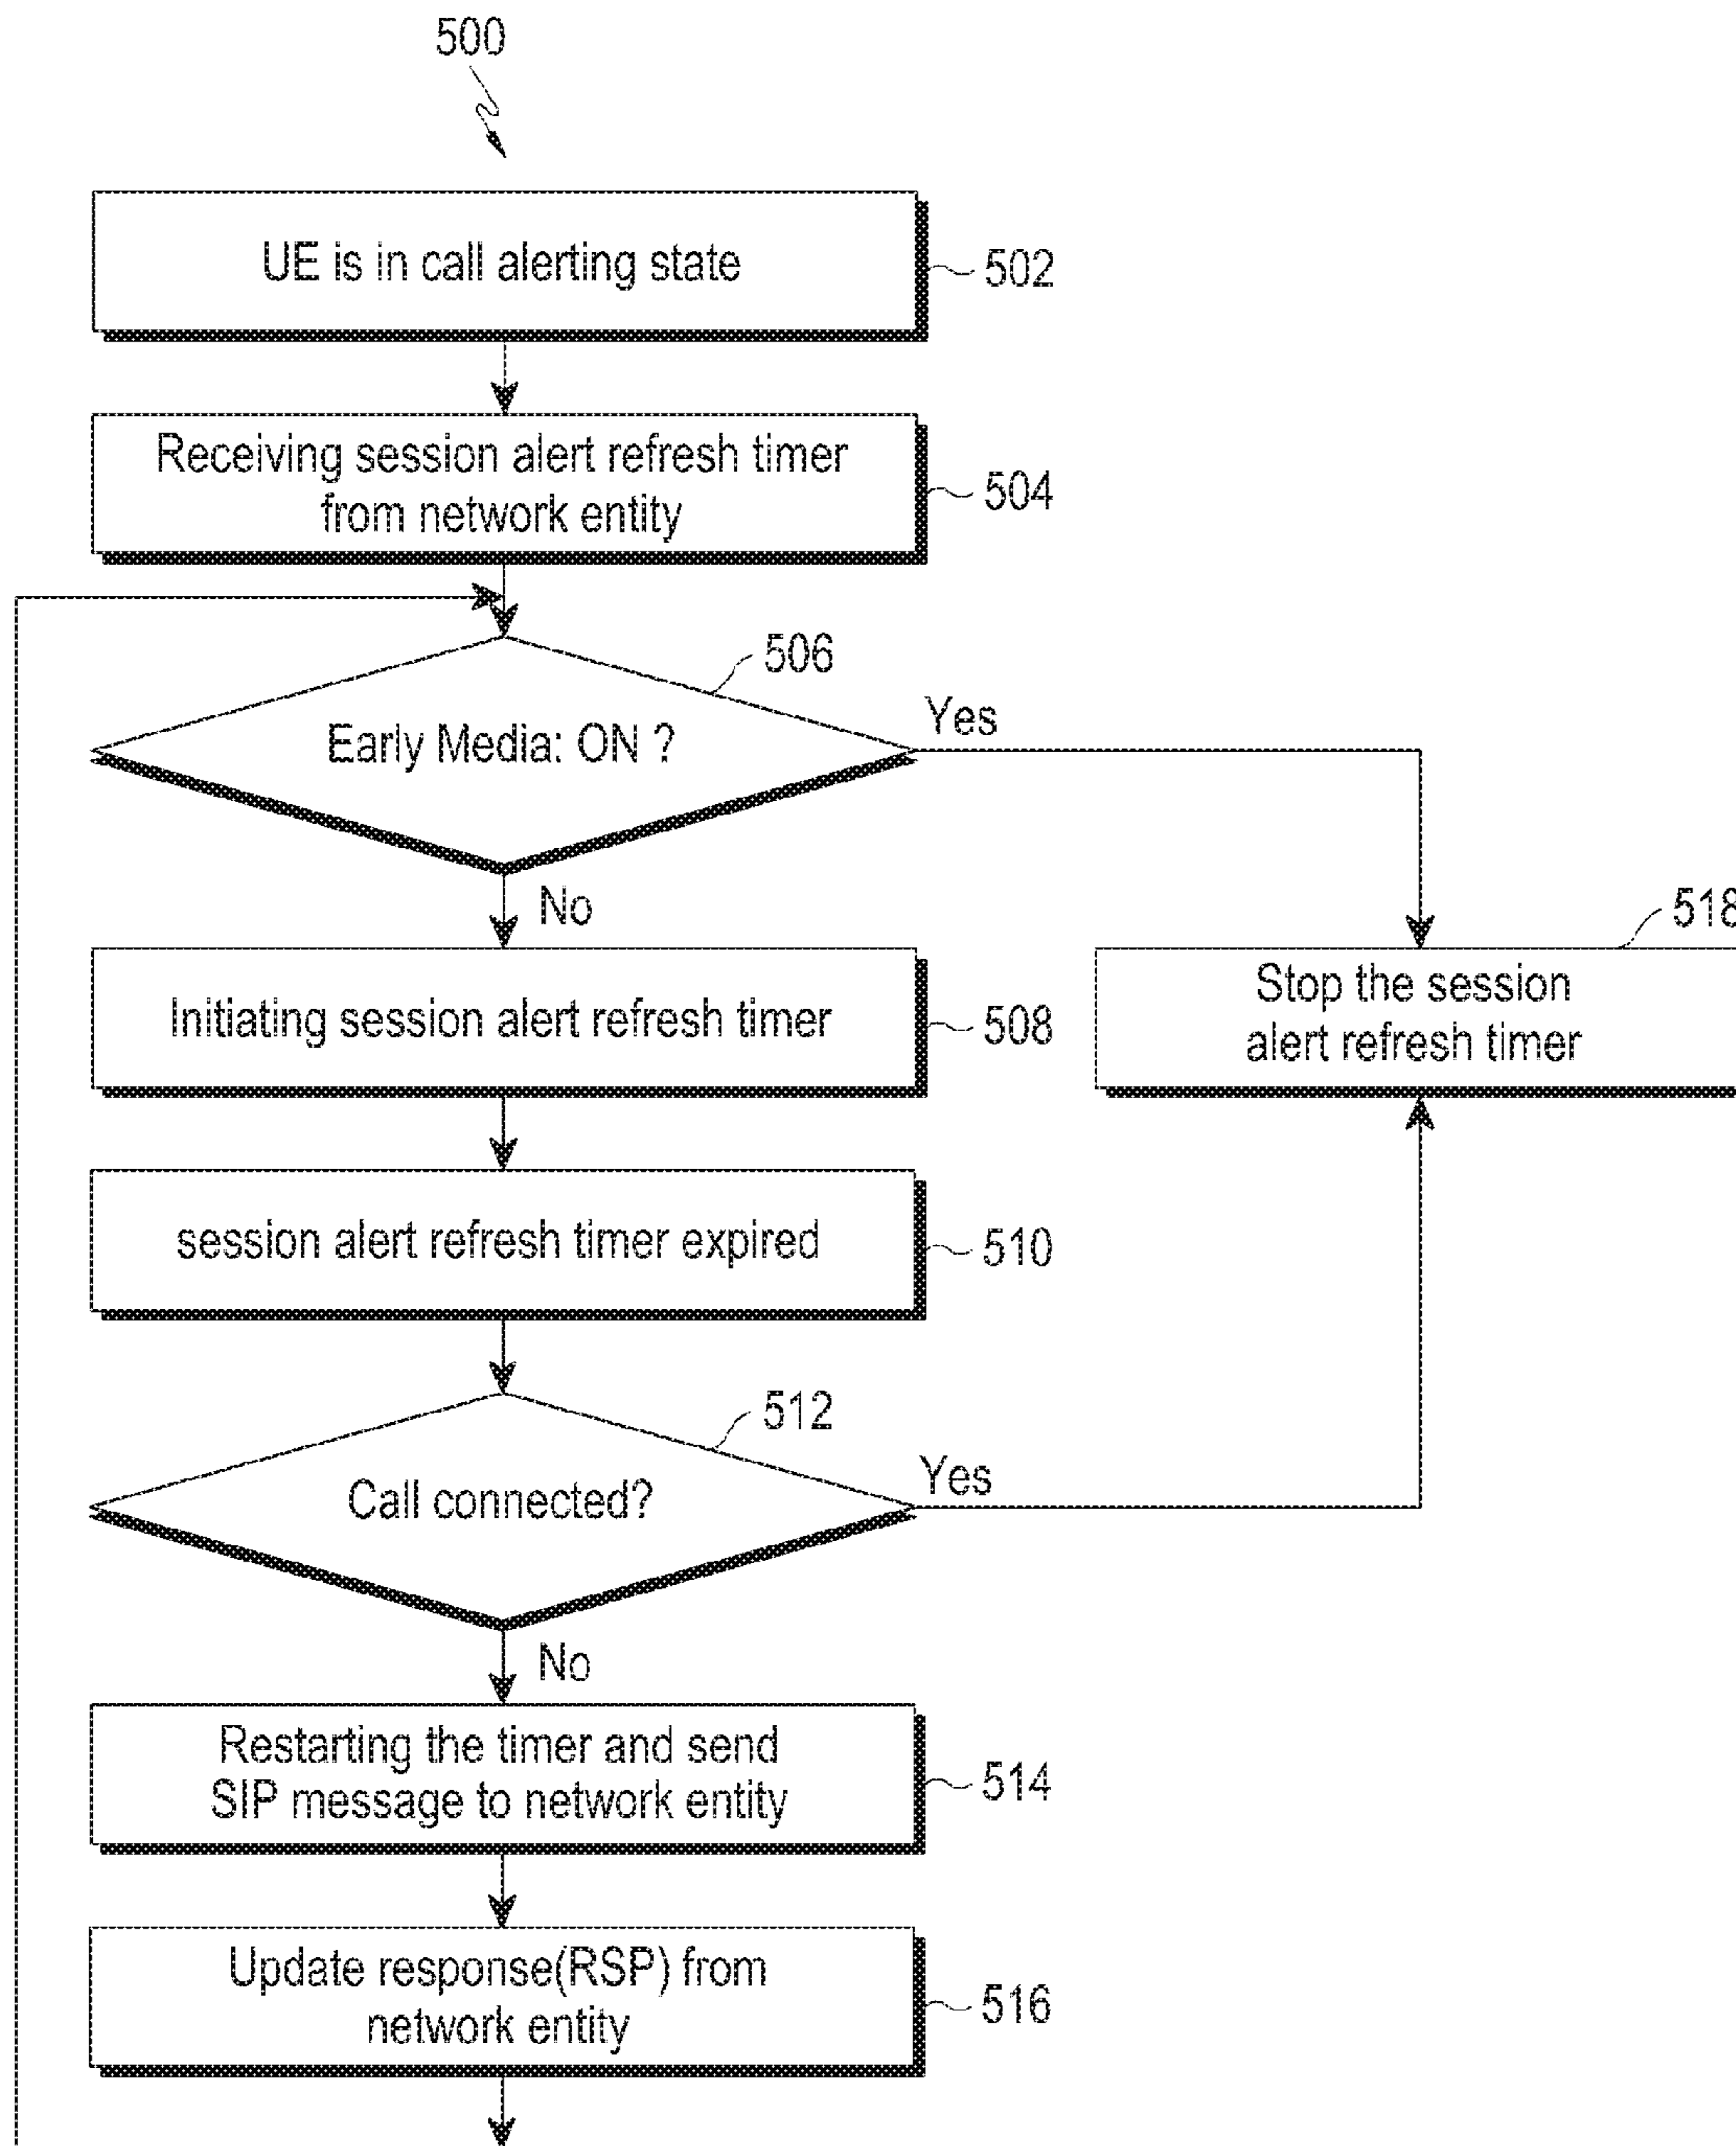 500
UE is in call alerting state
502
Receiving session alert refresh timer
from network entity
504
506
Early Media: ON ?
Yes
No
518
Initiating session alert refresh timer
508
Stop the session
alert refresh timer
session alert refresh timer expired
510
512
Call connected?
Yes
No
Restarting the timer and send
SIP message to network entity
514
Update response(RSP) from
network entity
516